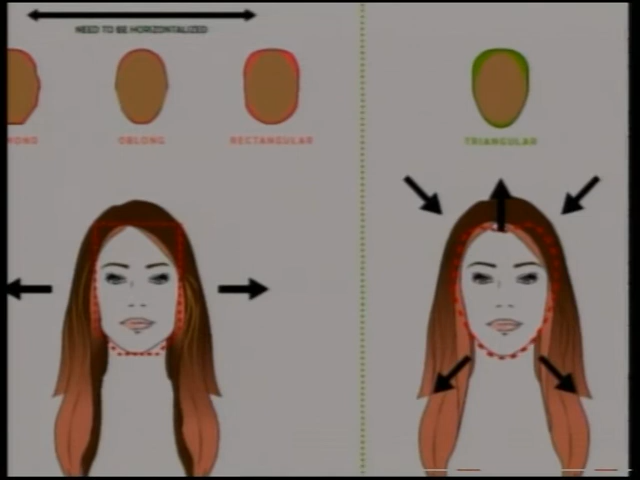 NEED TO BE HORIZONTALIZED
OBLONG
RECTANGULAR
TRIANGULAR